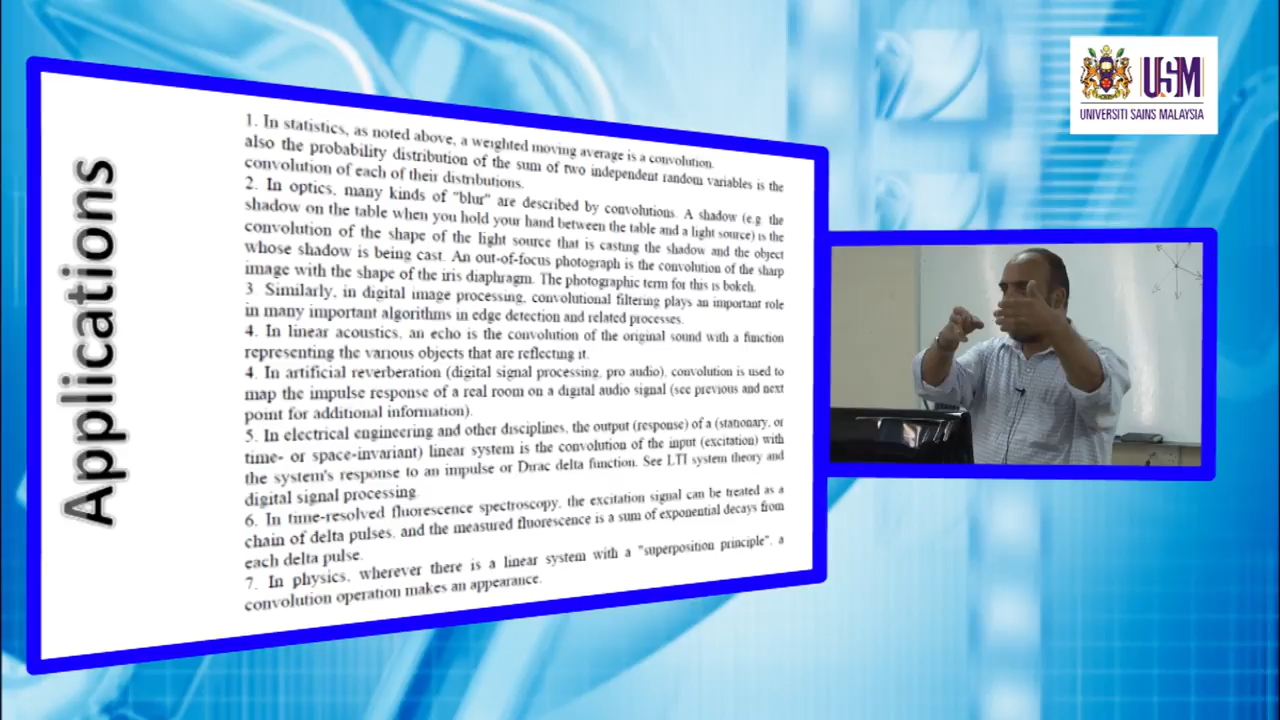 Applications
1. In statistics, as noted above, a weighted moving average is a convolution.
also the probability distribution of the sum of two independent random variables is the
convolution of each of their distributions.
2. In optics, many kinds of "blur" are described by convolutions. A shadow (e.g. the
shadow on the table when you hold your hand between the table and a light source) is the
convolution of the shape of the light source that is casting the shadow and the object
whose shadow is being cast. An out-of-focus photograph is the convolution of the sharp
image with the shape of the iris diaphragm. The photographic term for this is bokeh.
3 Similarly, in digital image processing, convolutional filtering plays an important role
in many important algorithms in edge detection and related processes.
4. In linear acoustics, an echo is the convolution of the original sound with a function
representing the various objects that are reflecting it.
4. In artificial reverberation (digital signal processing, pro audio), convolution is used to
map the impulse response of a real room on a digital audio signal (see previous and next
point for additional information).
5. In electrical engineering and other disciplines, the output (response) of a (stationary, or
time- or space-invariant) linear system is the convolution of the input (excitation) with
the system's response to an impulse or Dirac delta function. See LTI system theory and
digital signal processing.
6. In time-resolved fluorescence spectroscopy, the excitation signal can be treated as a
chain of delta pulses, and the measured fluorescence is a sum of exponential decays from
each delta pulse.
7. In physics, wherever there is a linear system with a "superposition principle", a
convolution operation makes an appearance.
USM
UNIVERSITI SAINS MALAYSIA